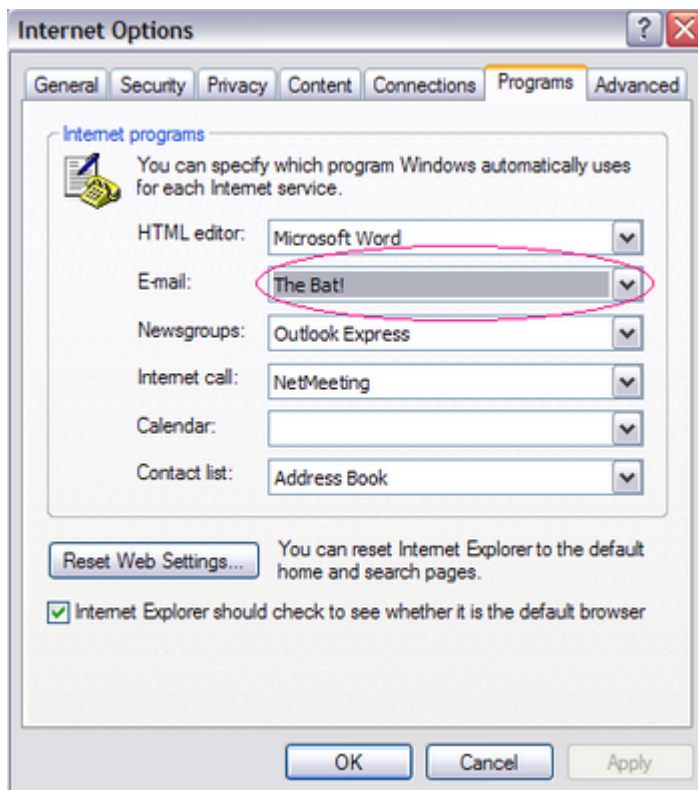 Internet Options
General Security Privacy Content Connections Programs Advanced
Internet programs
You can specify which program Windows automatically uses
for each Internet service.
HTML editor: Microsoft Word
E-mail: The Bat!
Newsgroups: Outlook Express
Internet call: NetMeeting
Calendar:
Contact list: Address Book
Reset Web Settings... You can reset Internet Explorer to the default
home and search pages.
Internet Explorer should check to see whether it is the default browser
OK Cancel Apply